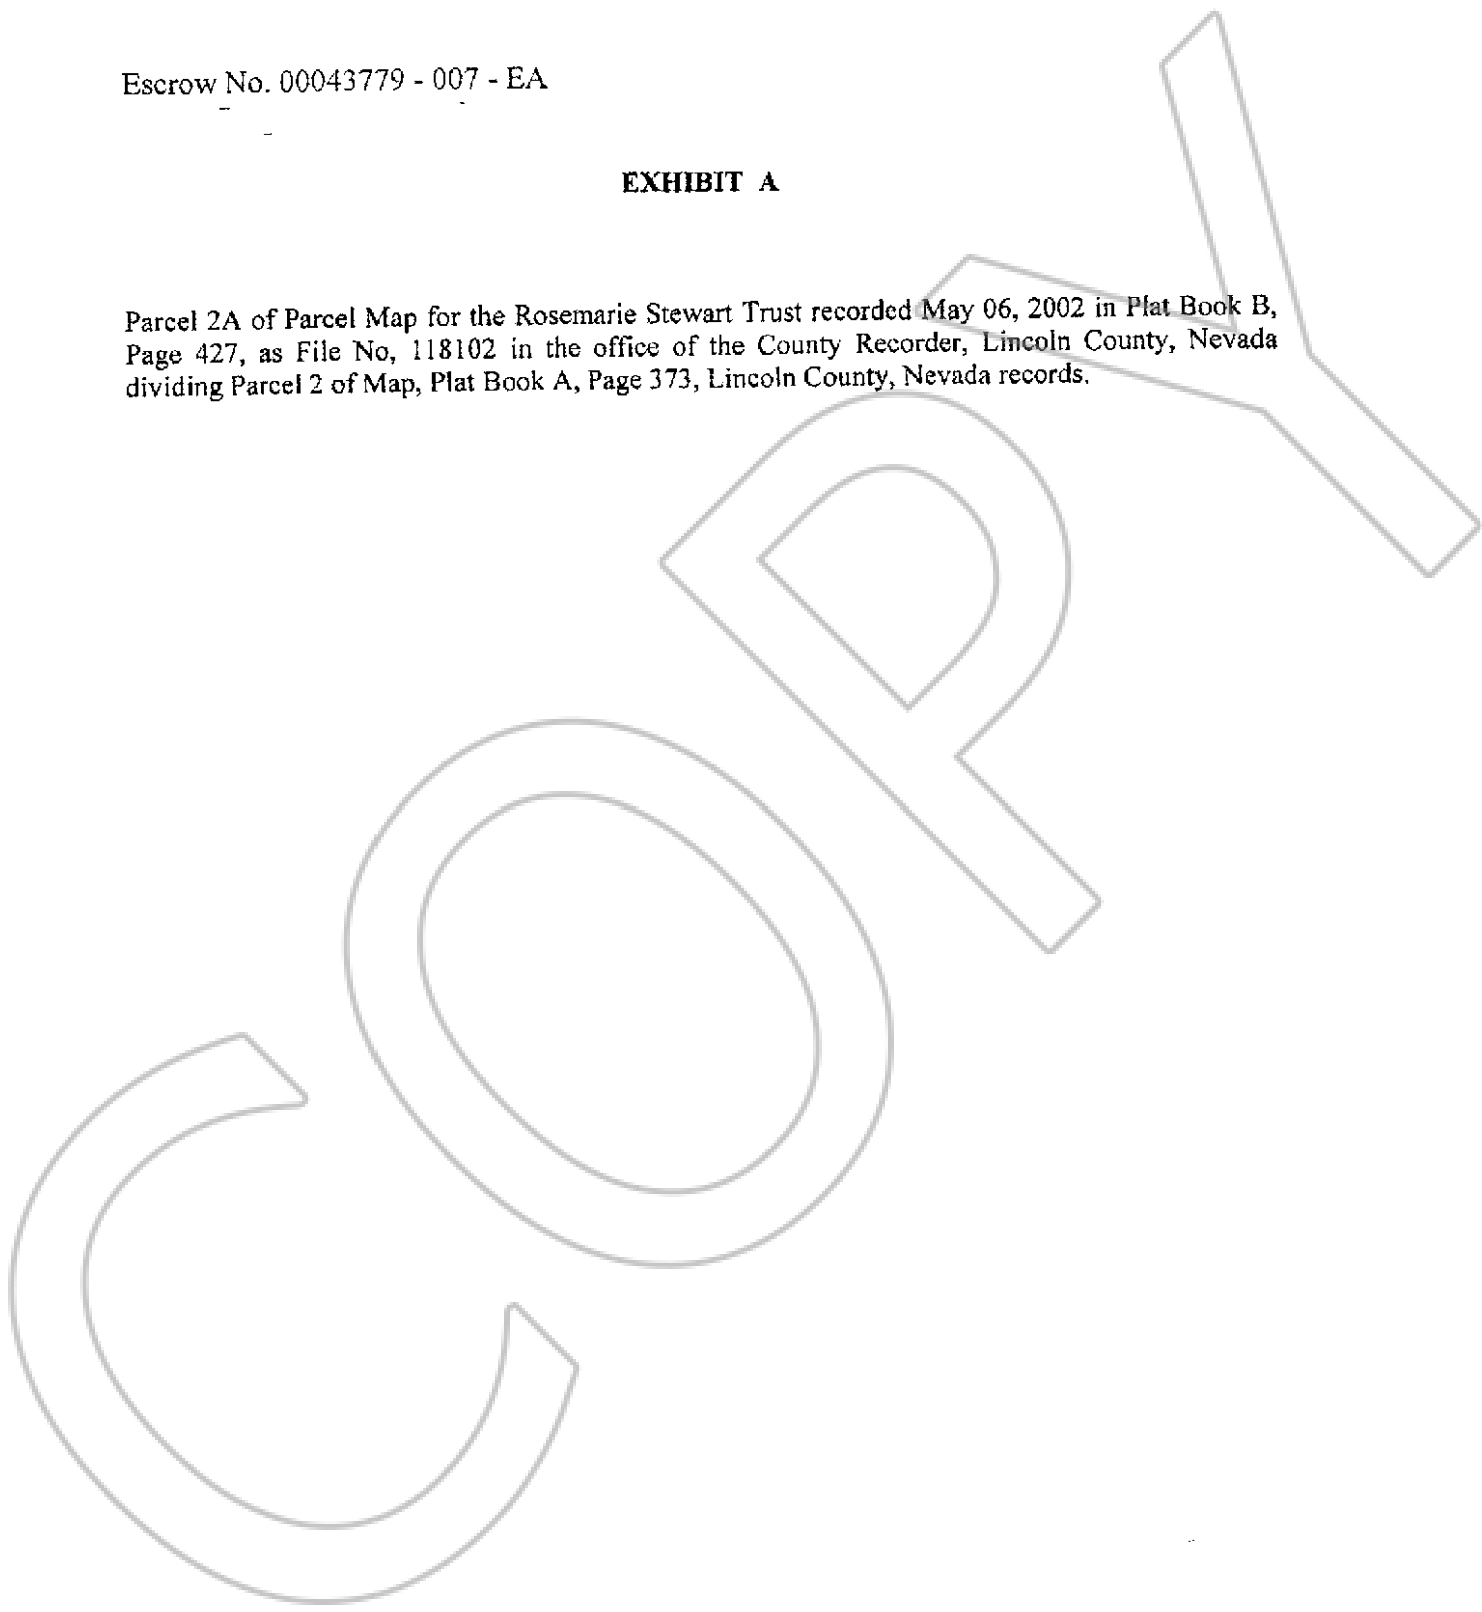 Escrow No. 00043779 - 007 - EA
EXHIBIT A
Parcel 2A of Parcel Map for the Rosemarie Stewart Trust recorded May 06, 2002 in Plat Book B,
Page 427, as File No, 118102 in the office of the County Recorder, Lincoln County, Nevada
dividing Parcel 2 of Map, Plat Book A, Page 373, Lincoln County, Nevada records.
COPY